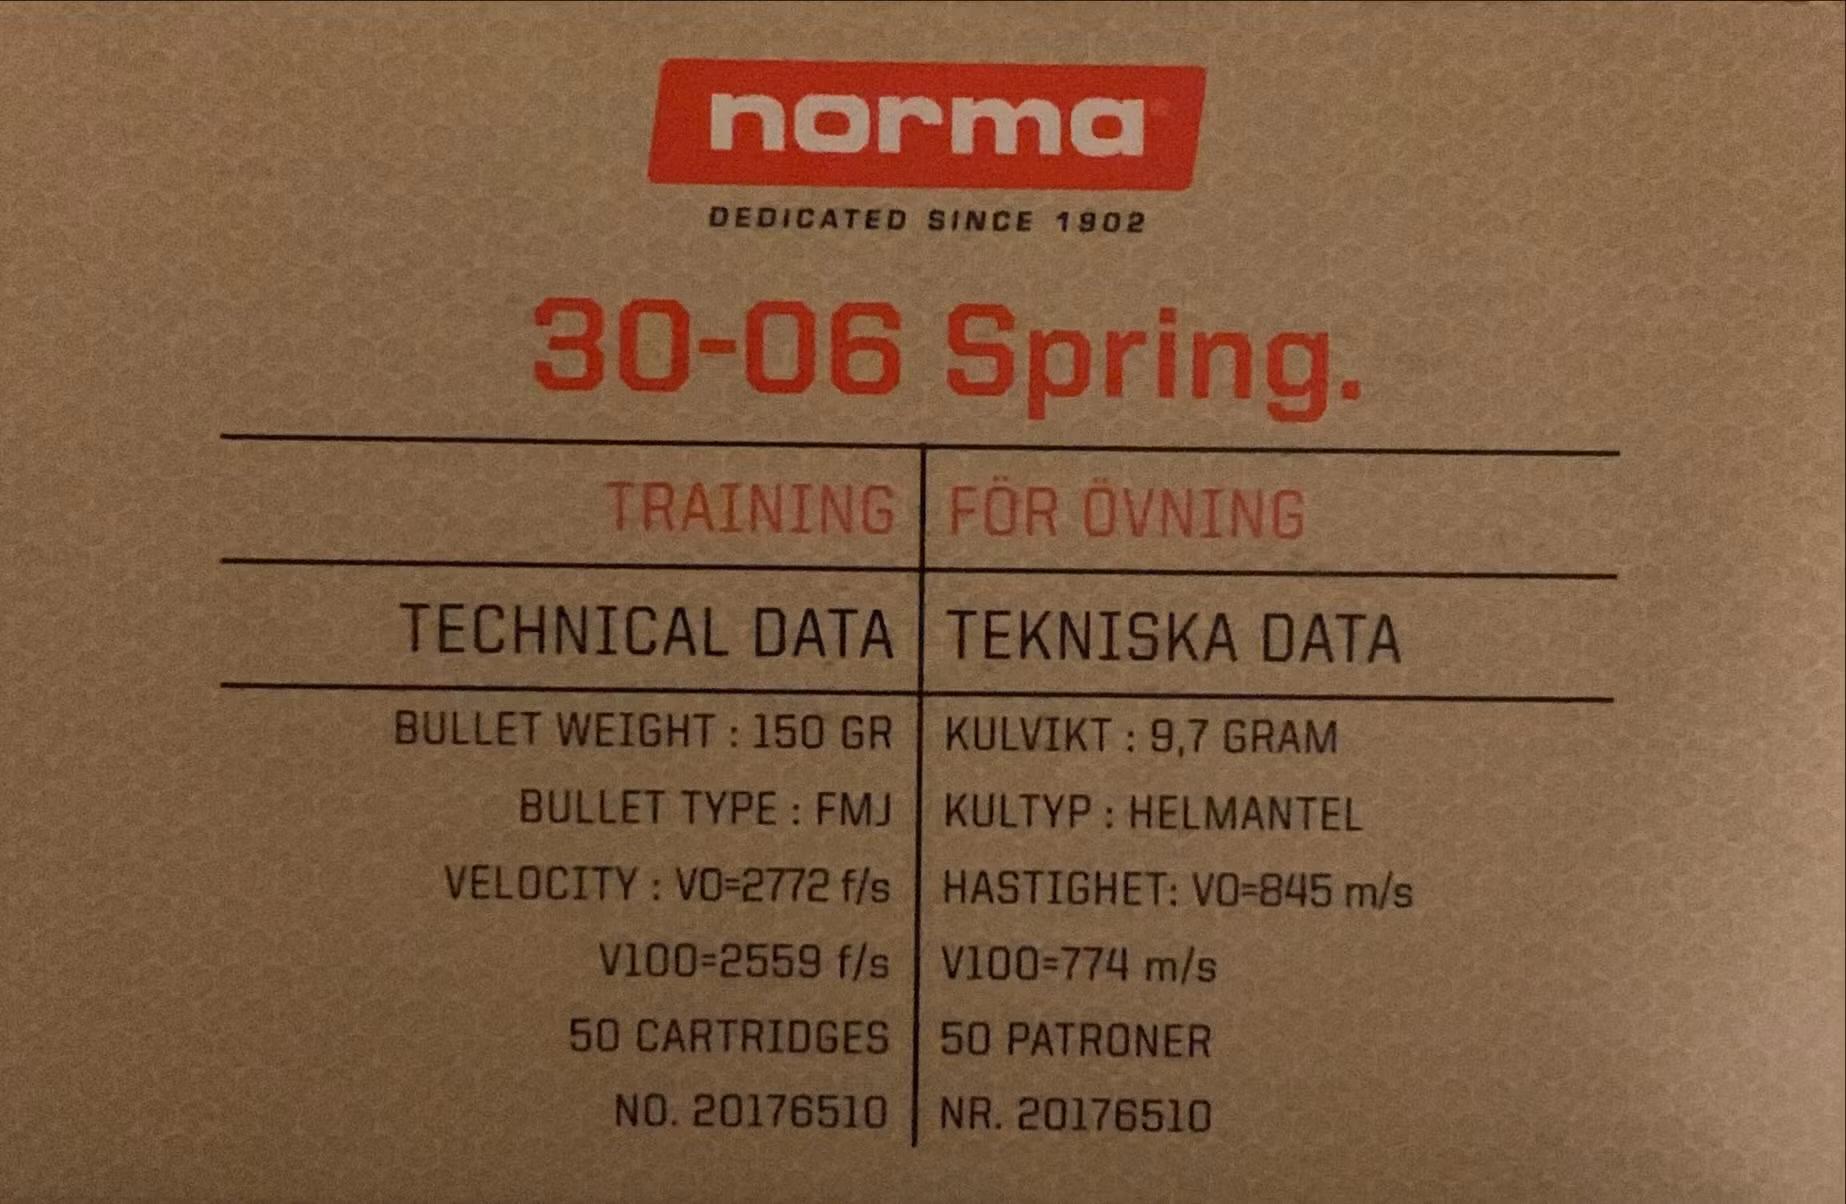 norma
DEDICATED SINCE 1902
30-06 Spring.
TRAINING FÖR ÖVNING
TECHNICAL DATA TEKNISKA DATA
BULLET WEIGHT : 150 GR KULVIKT : 9,7 GRAM
BULLET TYPE : FMJ KULTYP : HELMANTEL
VELOCITY : V0=2772 f/s HASTIGHET: V0=845 m/s
V100=2559 f/s V100=774 m/s
50 CARTRIDGES 50 PATRONER
NO. 20176510 NR. 20176510